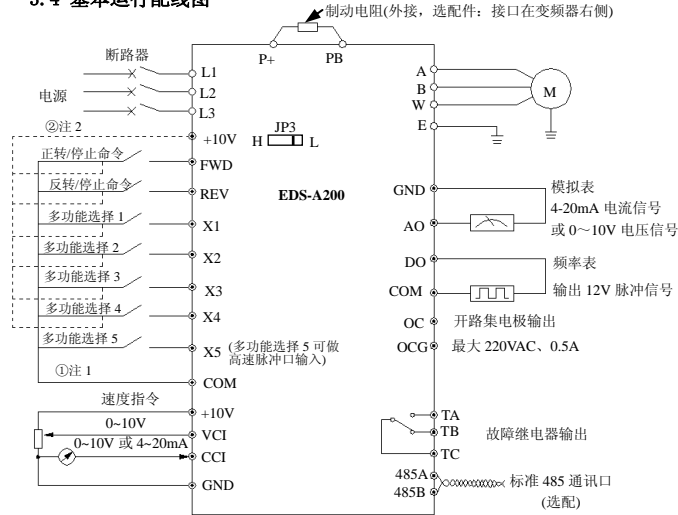 3.4 基本运行配线图
制动电阻(外接，选配件：接口在变频器右侧)
P+ PB
断路器
电源
L1
L2
L3
②注 2
+10V
JP3
H L
正转/停止命令
FWD
反转/停止命令
REV
多功能选择 1
X1
多功能选择 2
X2
多功能选择 3
X3
多功能选择 4
X4
多功能选择 5
X5
(多功能选择 5 可做
高速脉冲口输入)
①注 1
COM
速度指令
+10V
0~10V
VCI
0~10V 或 4~20mA
CCI
GND
EDS-A200
A
B
W
M
E
GND
模拟表
4-20mA 电流信号
AO
或 0～10V 电压信号
DO
频率表
COM
输出 12V 脉冲信号
OC
开路集电极输出
OCG
最大 220VAC、0.5A
TA
TB
故障继电器输出
TC
485A
标准 485 通讯口
485B
(选配)